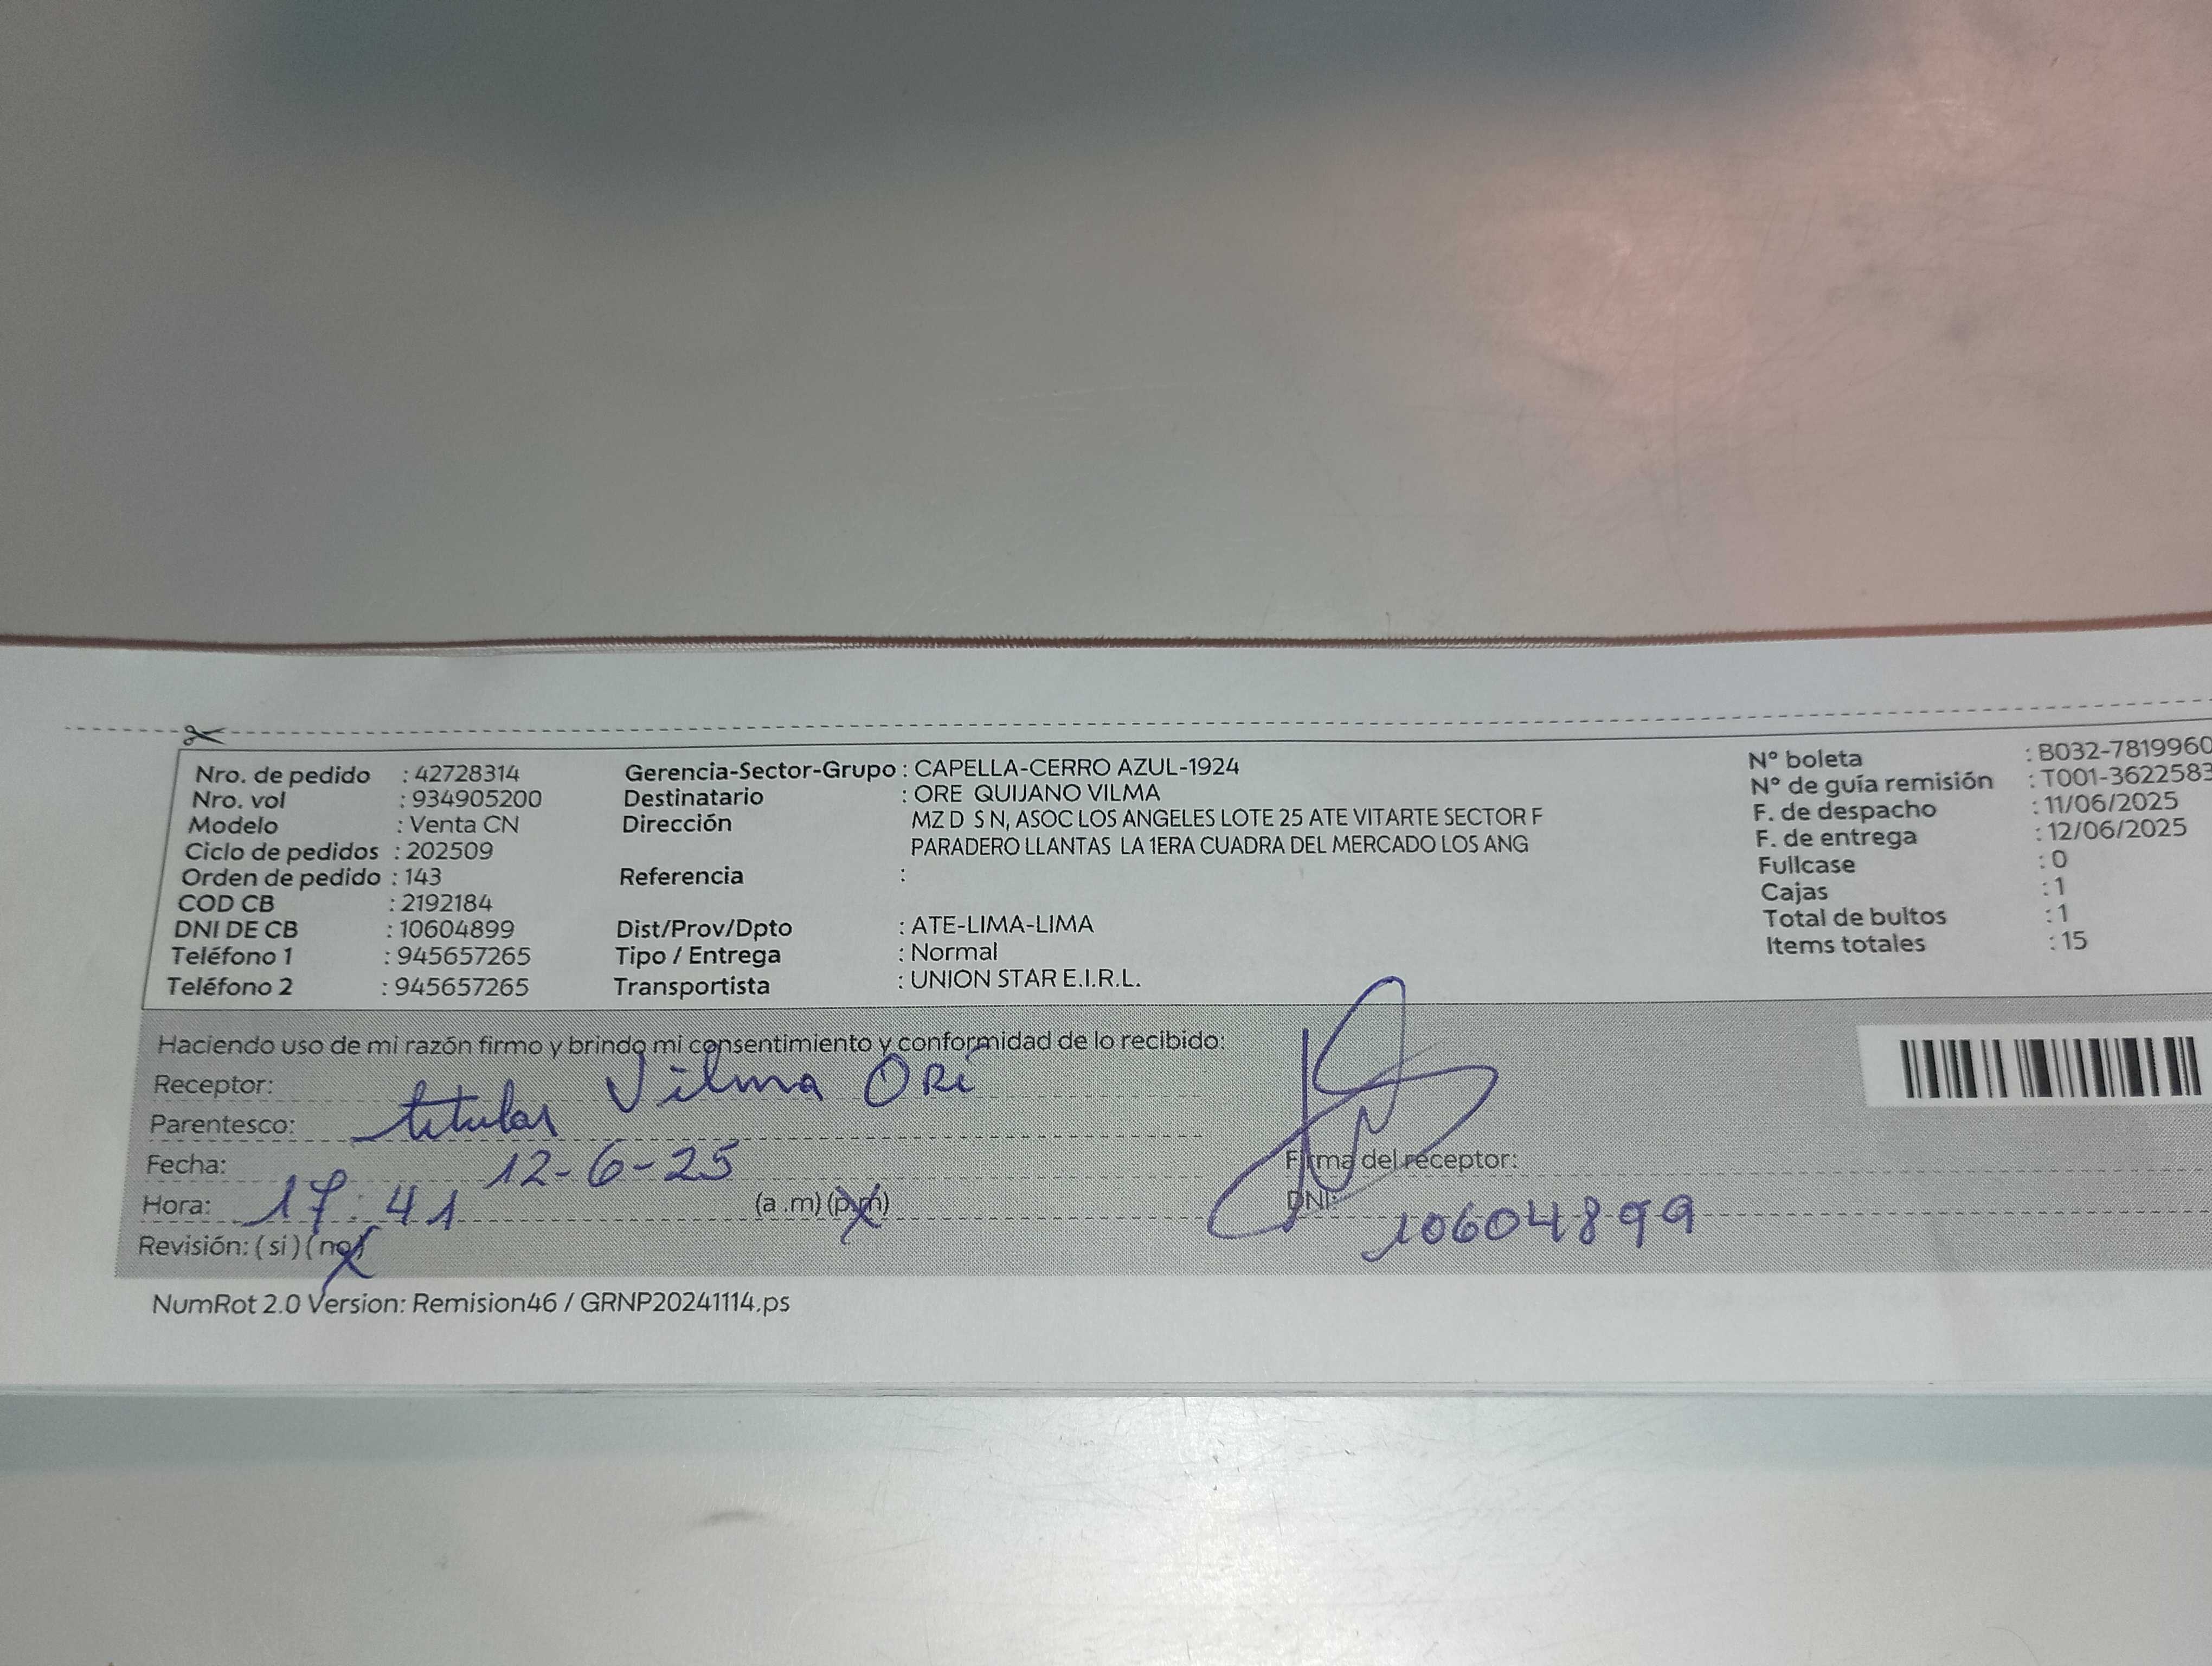 Nro. de pedido : 42728314
Nro. vol : 934905200
Modelo : Venta CN
Ciclo de pedidos : 202509
Orden de pedido : 143
COD CB : 2192184
DNI DE CB : 10604899
Teléfono 1 : 945657265
Teléfono 2 : 945657265
Gerencia-Sector-Grupo : CAPELLA-CERRO AZUL-1924
Destinatario : ORE QUIJANO VILMA
Dirección MZ D S N, ASOC LOS ANGELES LOTE 25 ATE VITARTE SECTOR F
PARADERO LLANTAS LA 1ERA CUADRA DEL MERCADO LOS ANG
Referencia :
Dist/Prov/Dpto : ATE-LIMA-LIMA
Tipo / Entrega : Normal
Transportista : UNION STAR E.I.R.L.
N° boleta : B032-7819960
N° de guía remisión : T001-3622583
F. de despacho : 11/06/2025
F. de entrega : 12/06/2025
Fullcase : 0
Cajas : 1
Total de bultos : 1
Items totales : 15
Haciendo uso de mi razón firmo y brindo mi consentimiento y conformidad de lo recibido:
Receptor: Vilma Ore
Parentesco: titular
Fecha: 12-6-25
Hora: 17:41 (a.m) (p.m)
Revisión: (si) (no)
Firma del receptor:
DNI: 10604899
NumRot 2.0 Version: Remision46 / GRNP20241114.ps